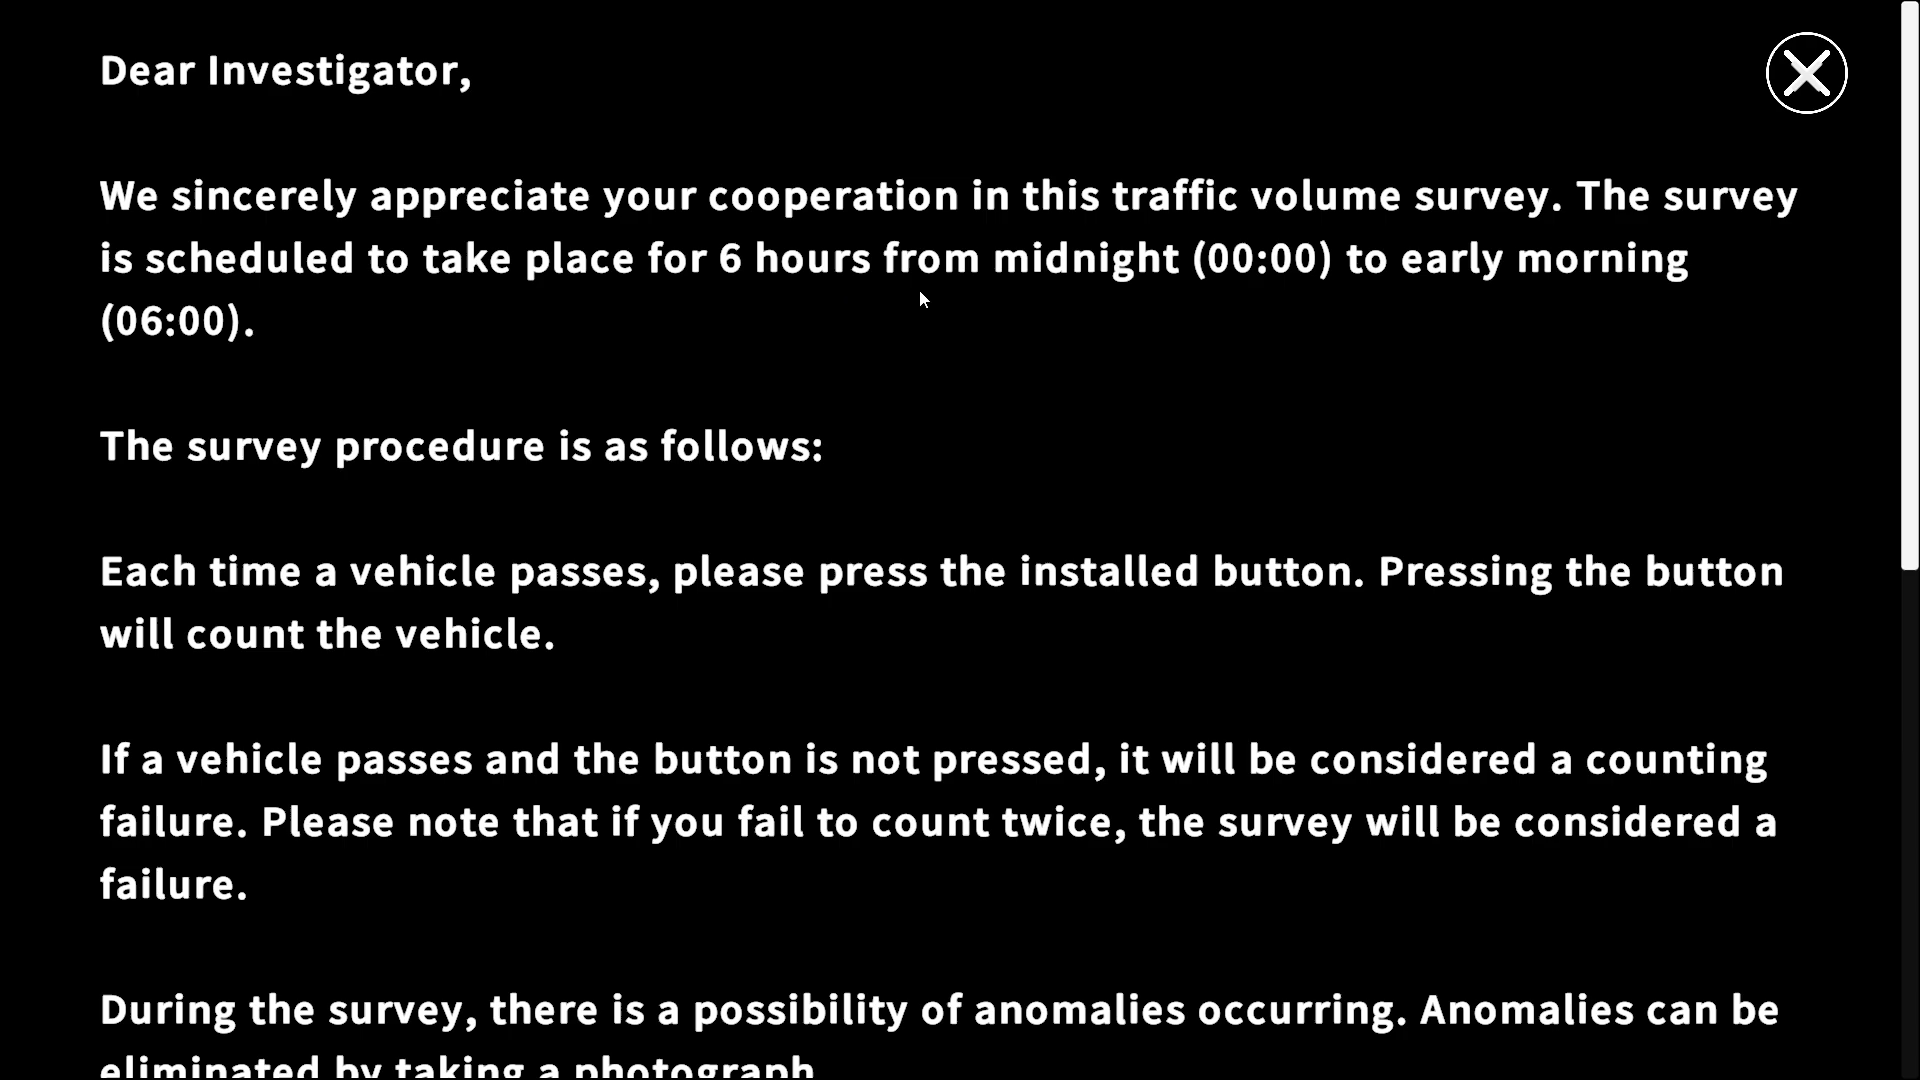 Dear Investigator,
We sincerely appreciate your cooperation in this traffic volume survey. The survey
is scheduled to take place for 6 hours from midnight (00:00) to early morning
(06:00).
The survey procedure is as follows:
Each time a vehicle passes, please press the installed button. Pressing the button
will count the vehicle.
If a vehicle passes and the button is not pressed, it will be considered a counting
failure. Please note that if you fail to count twice, the survey will be considered a
failure.
During the survey, there is a possibility of anomalies occurring. Anomalies can be
eliminated by taking a photograph